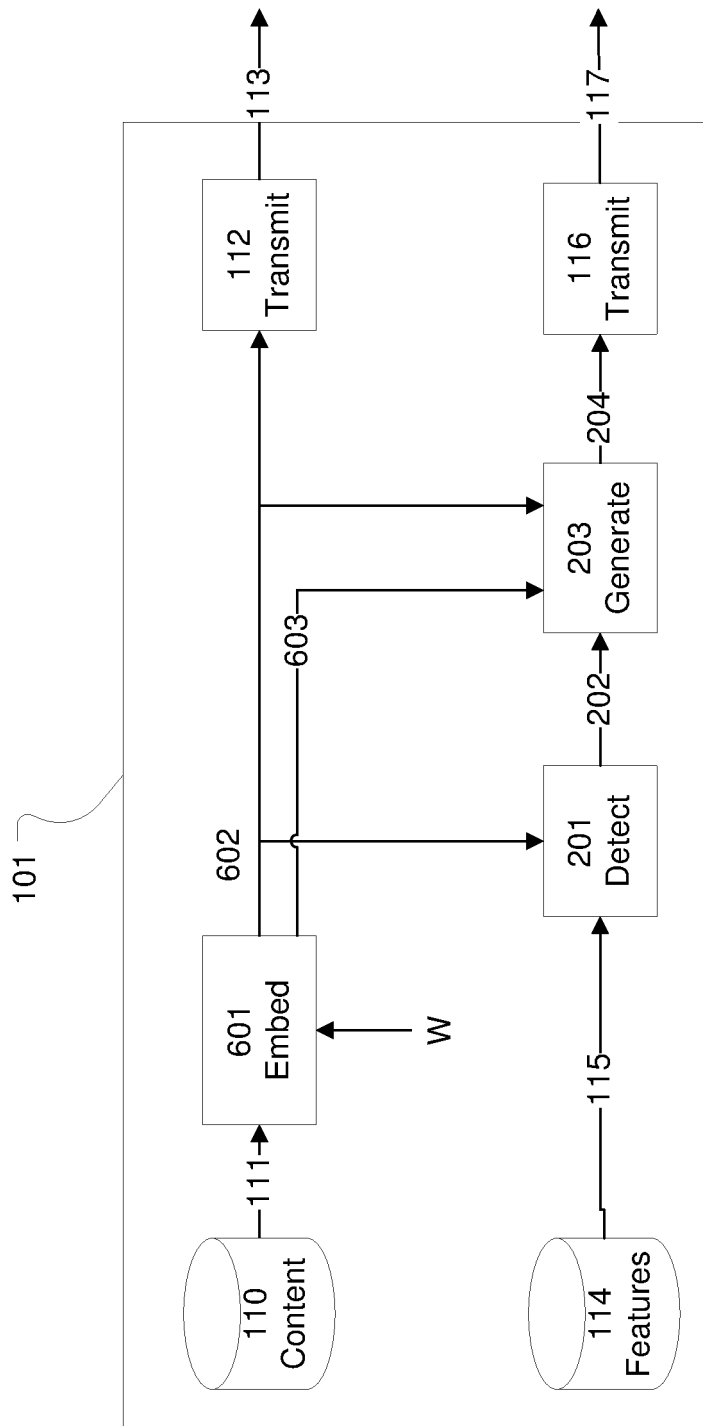 101
110
Content
111
601
Embed
W
602
603
112
Transmit
113
114
Features
115
201
Detect
202
203
Generate
204
116
Transmit
117